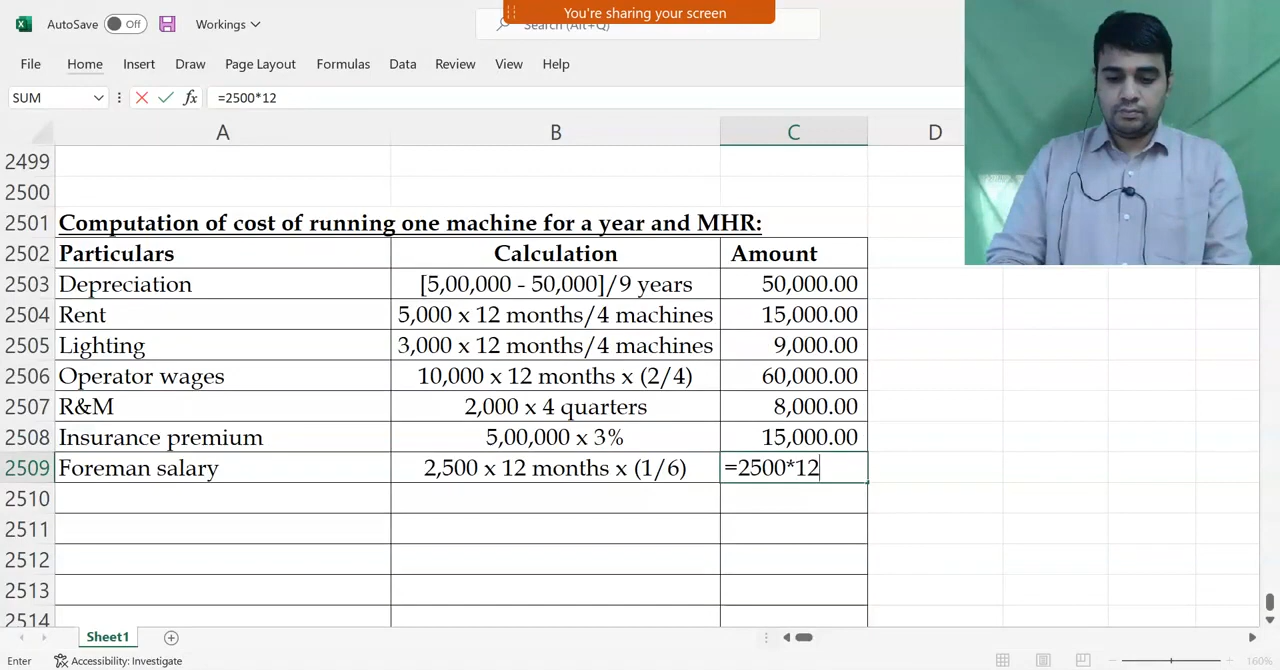 You're sharing your screen
AutoSave Off Workings
Search (Alt+Q)
File Home Insert Draw Page Layout Formulas Data Review View Help
SUM fx =2500*12
A B C D
2499
2500
2501 Computation of cost of running one machine for a year and MHR:
2502 Particulars Calculation Amount
2503 Depreciation [5,00,000 - 50,000]/9 years 50,000.00
2504 Rent 5,000 x 12 months/4 machines 15,000.00
2505 Lighting 3,000 x 12 months/4 machines 9,000.00
2506 Operator wages 10,000 x 12 months x (2/4) 60,000.00
2507 R&M 2,000 x 4 quarters 8,000.00
2508 Insurance premium 5,00,000 x 3% 15,000.00
2509 Foreman salary 2,500 x 12 months x (1/6) =2500*12
2510
2511
2512
2513
2514
Sheet1
Enter Accessibility: Investigate 160%